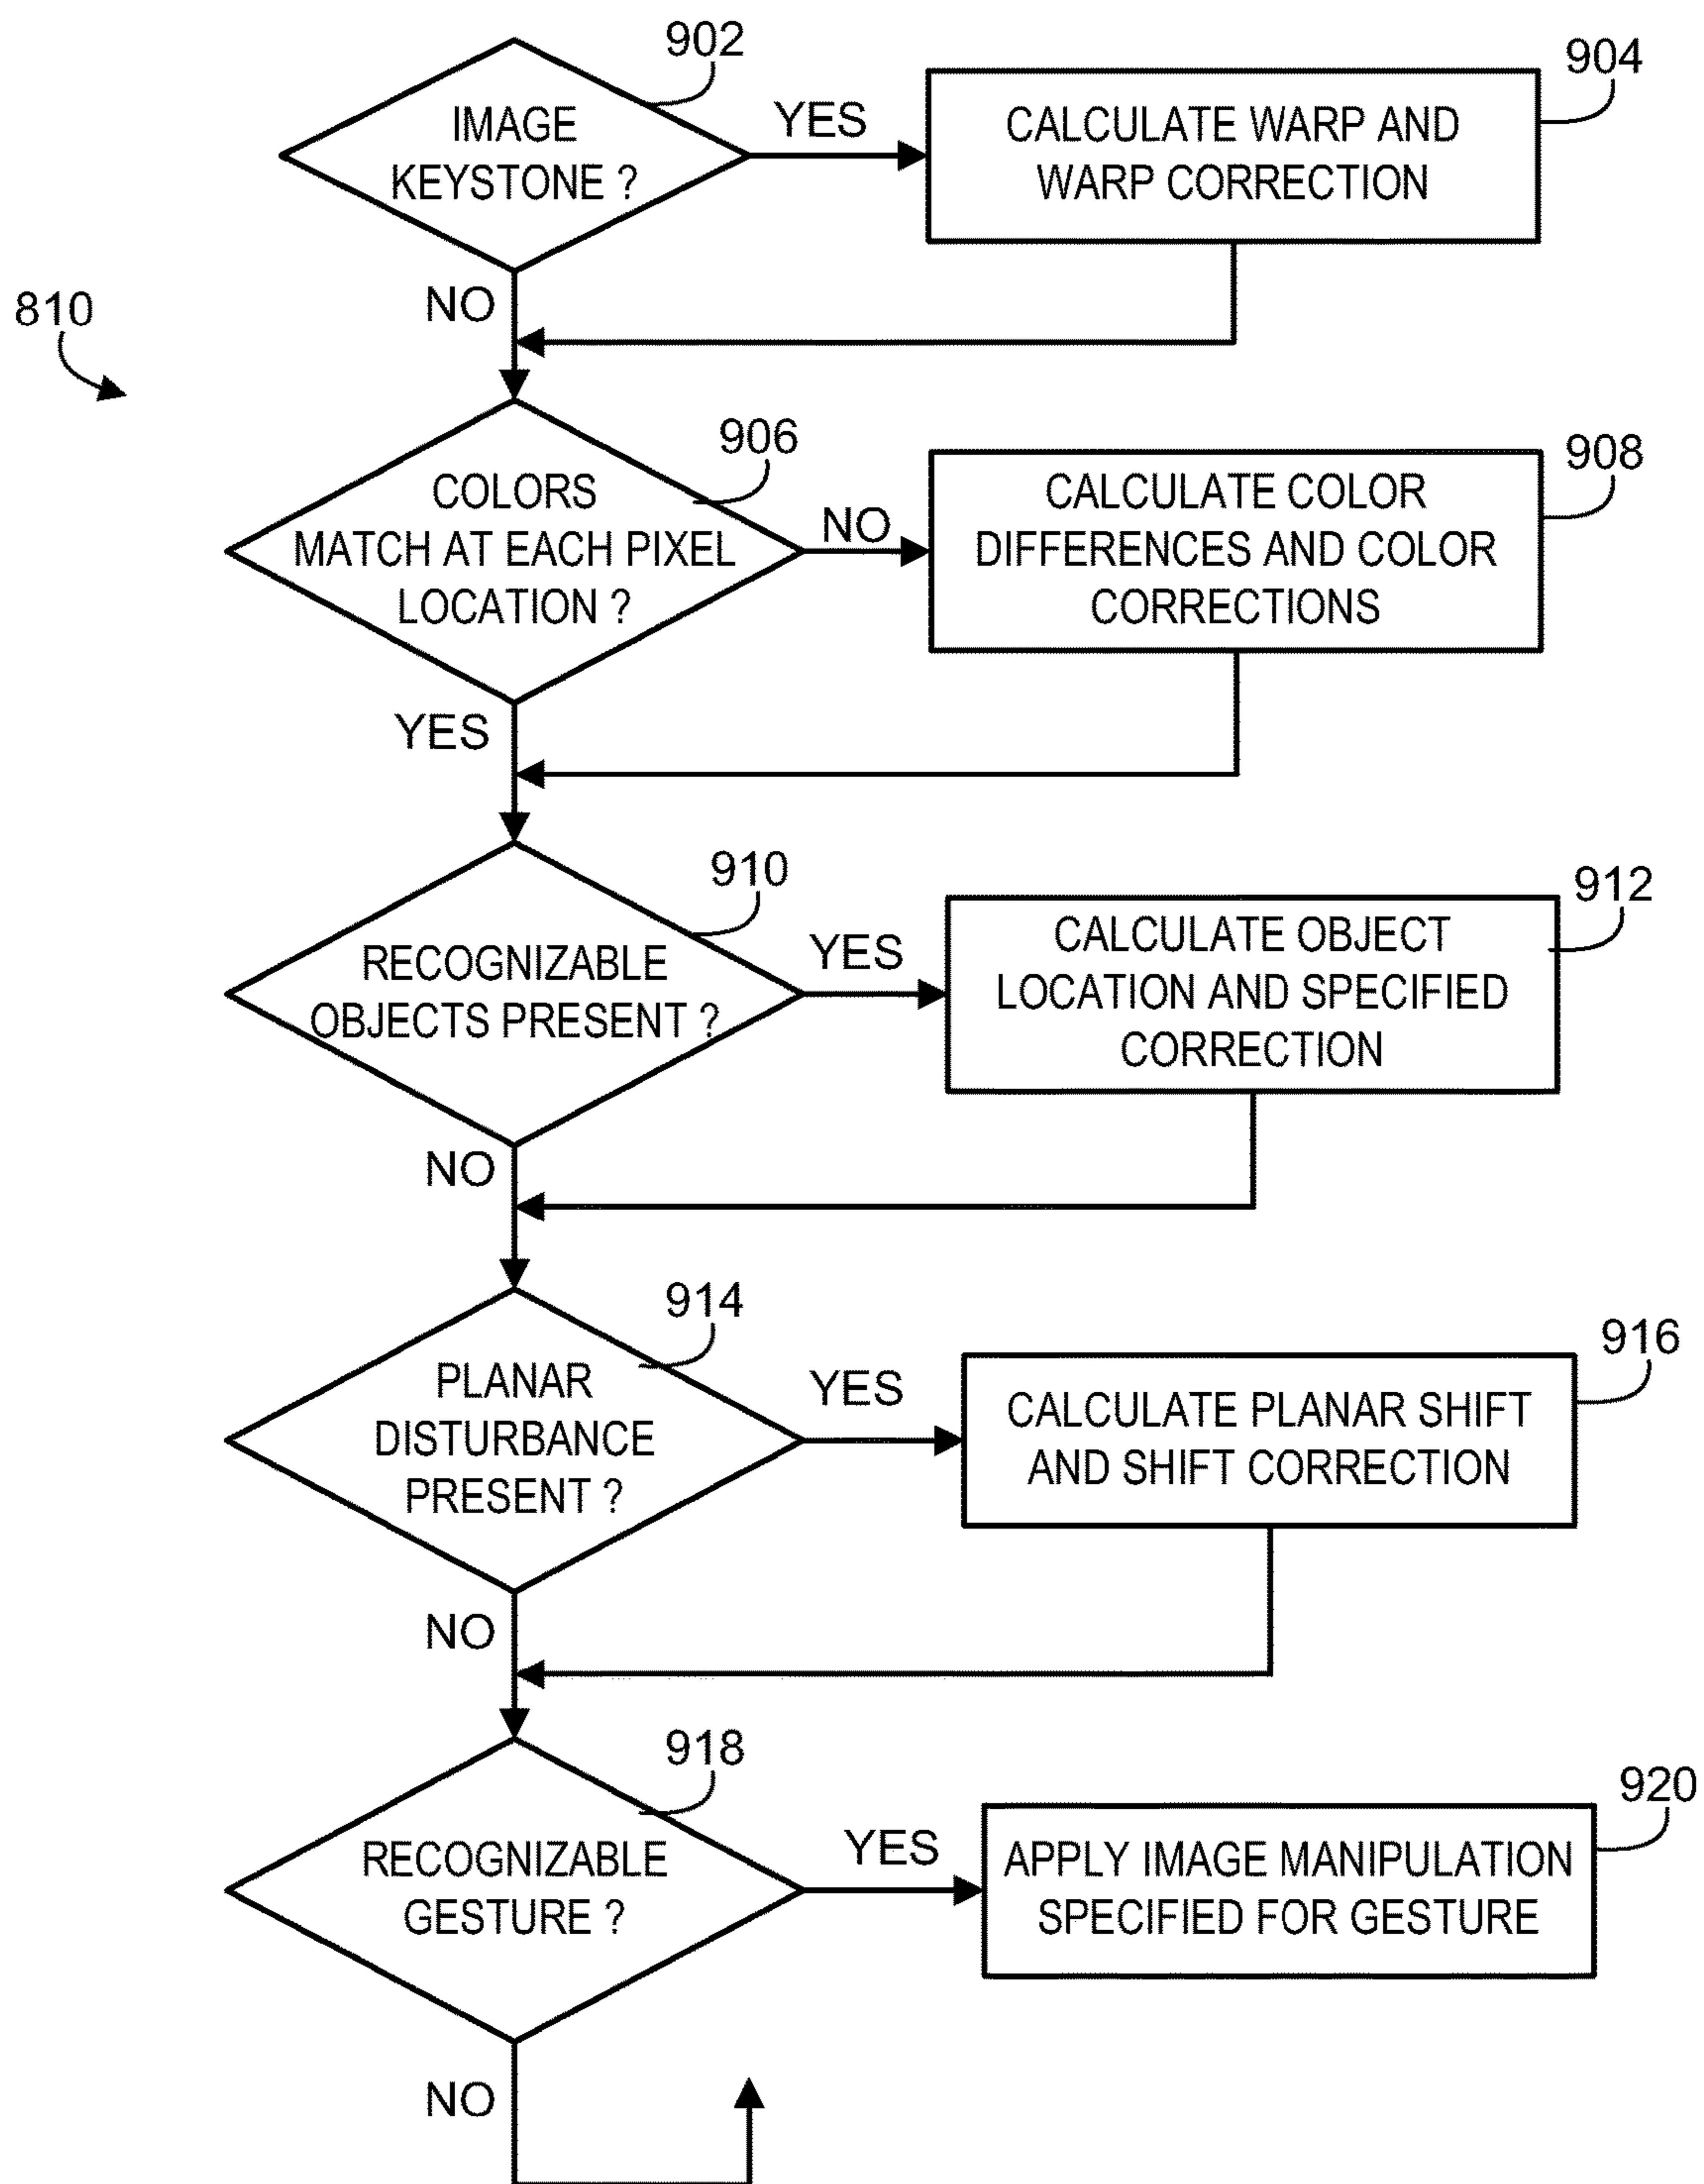 902
904
IMAGE
KEYSTONE ?
YES
CALCULATE WARP AND
WARP CORRECTION
NO
810
906
908
COLORS
MATCH AT EACH PIXEL
LOCATION ?
NO
CALCULATE COLOR
DIFFERENCES AND COLOR
CORRECTIONS
YES
910
912
RECOGNIZABLE
OBJECTS PRESENT ?
YES
CALCULATE OBJECT
LOCATION AND SPECIFIED
CORRECTION
NO
914
916
PLANAR
DISTURBANCE
PRESENT ?
YES
CALCULATE PLANAR SHIFT
AND SHIFT CORRECTION
NO
918
920
RECOGNIZABLE
GESTURE ?
YES
APPLY IMAGE MANIPULATION
SPECIFIED FOR GESTURE
NO